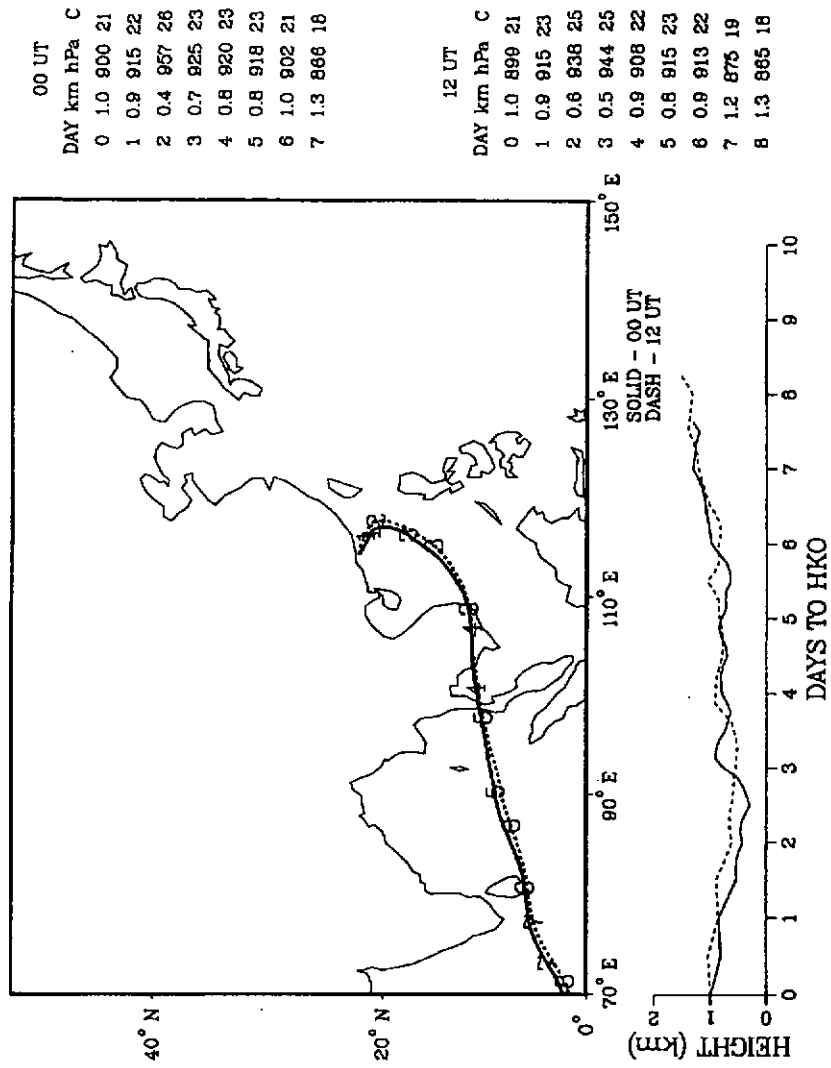 00 UT
DAY km hPa C
0 1.0 900 21
1 0.9 915 22
2 0.4 957 26
3 0.7 925 23
4 0.8 920 23
5 0.8 918 23
6 1.0 902 21
7 1.3 866 18
12 UT
DAY km hPa C
0 1.0 899 21
1 0.9 915 23
2 0.6 938 25
3 0.5 944 25
4 0.9 908 22
5 0.8 915 23
6 0.9 913 22
7 1.2 875 19
8 1.3 865 18
40° N
20° N
0°
70° E
90° E
110° E
130° E
150° E
SOLID - 00 UT
DASH - 12 UT
HEIGHT (km)
2
1
0
0 1 2 3 4 5 6 7 8 9 10
DAYS TO HKO